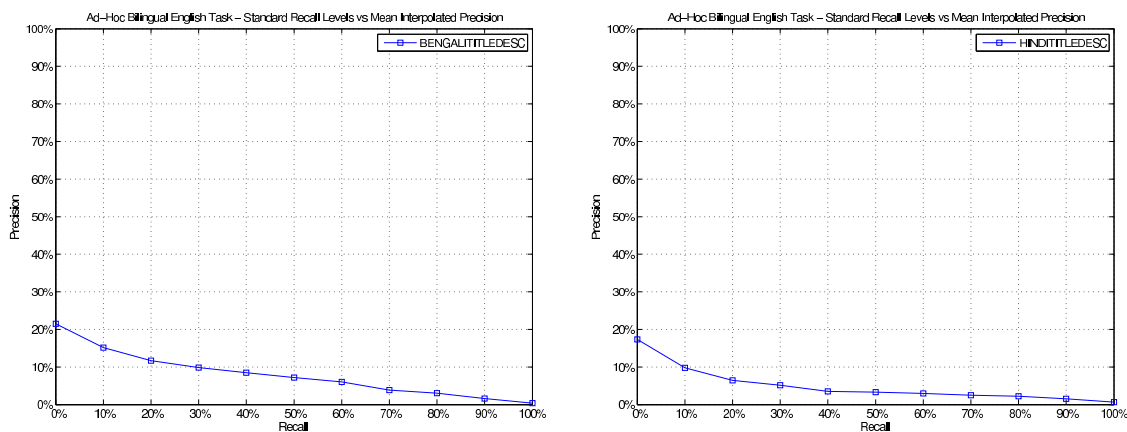 Ad-Hoc Bilingual English Task - Standard Recall Levels vs Mean Interpolated Precision
100%
90%
80%
70%
60%
50%
40%
30%
20%
10%
0%
Precision
BENGALITITLEDESC
0% 10% 20% 30% 40% 50% 60% 70% 80% 90% 100%
Recall
Ad-Hoc Bilingual English Task - Standard Recall Levels vs Mean Interpolated Precision
100%
90%
80%
70%
60%
50%
40%
30%
20%
10%
0%
Precision
HINDITITLEDESC
0% 10% 20% 30% 40% 50% 60% 70% 80% 90% 100%
Recall